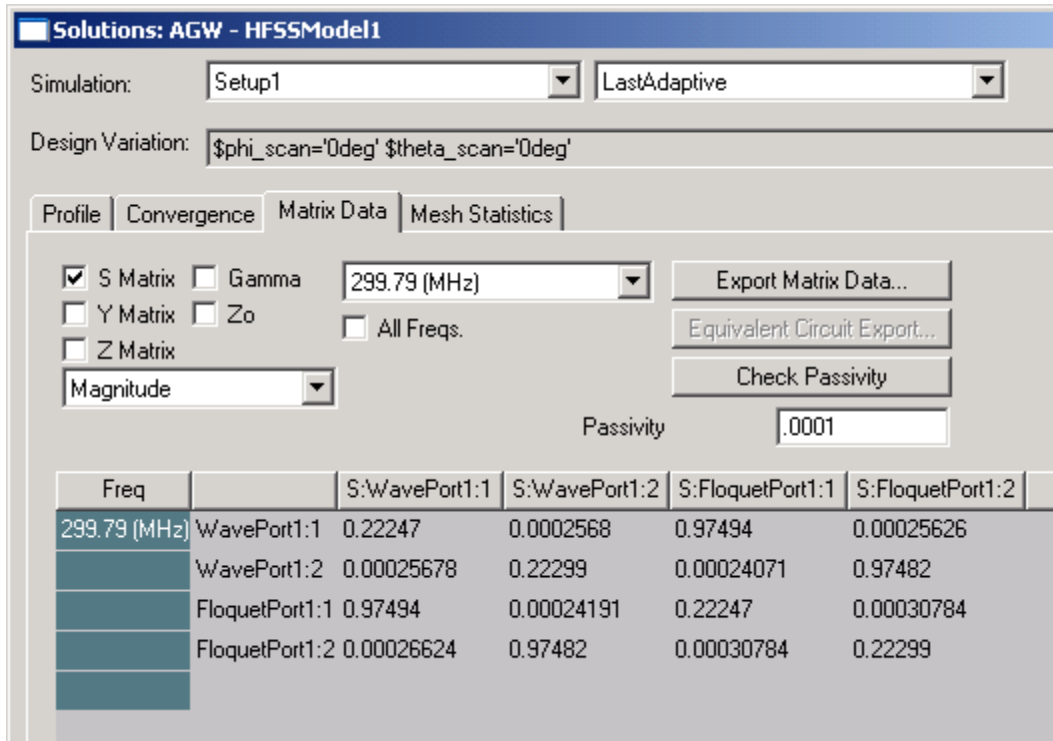 Solutions: AGW - HFSSModel1
Simulation: Setup1 LastAdaptive
Design Variation: $phi_scan='0deg' $theta_scan='0deg'
Profile Convergence Matrix Data Mesh Statistics
S Matrix Gamma 299.79 (MHz) Export Matrix Data...
Y Matrix Zo All Freqs. Equivalent Circuit Export...
Z Matrix
Magnitude Check Passivity
Passivity .0001
Freq S:WavePort1:1 S:WavePort1:2 S:FloquetPort1:1 S:FloquetPort1:2
299.79 (MHz) WavePort1:1 0.22247 0.0002568 0.97494 0.00025626
WavePort1:2 0.00025678 0.22299 0.00024071 0.97482
FloquetPort1:1 0.97494 0.00024191 0.22247 0.00030784
FloquetPort1:2 0.00026624 0.97482 0.00030784 0.22299